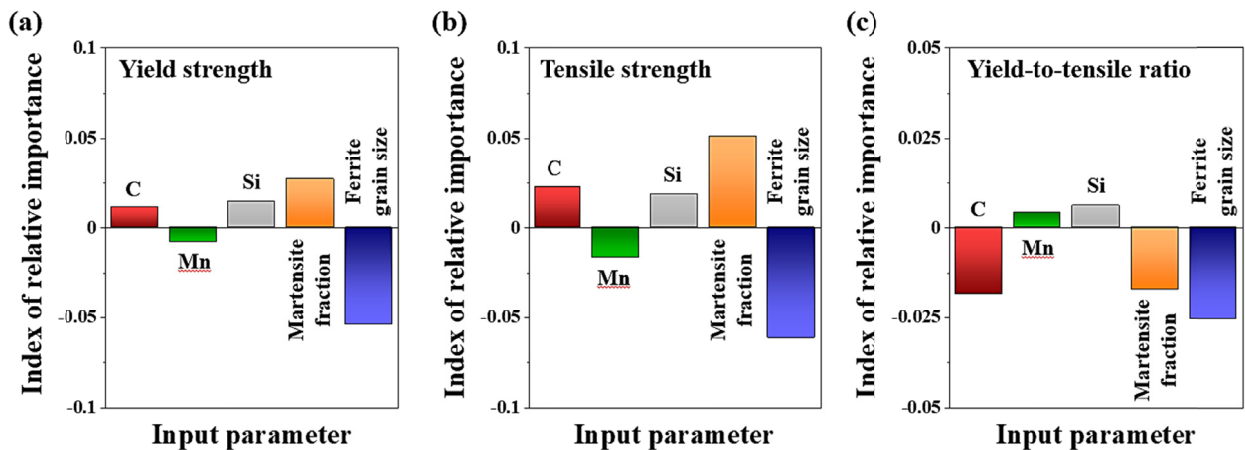 (a)
Yield strength
Index of relative importance
0.1
0.05
0
-0.05
-0.1
C
Mn
Si
Martensite
fraction
Ferrite
grain size
Input parameter
(b)
Tensile strength
Index of relative importance
0.1
0.05
0
-0.05
-0.1
C
Mn
Si
Martensite
fraction
Ferrite
grain size
Input parameter
(c)
Yield-to-tensile ratio
Index of relative importance
0.05
0.025
0
-0.025
-0.05
C
Mn
Si
Martensite
fraction
Ferrite
grain size
Input parameter